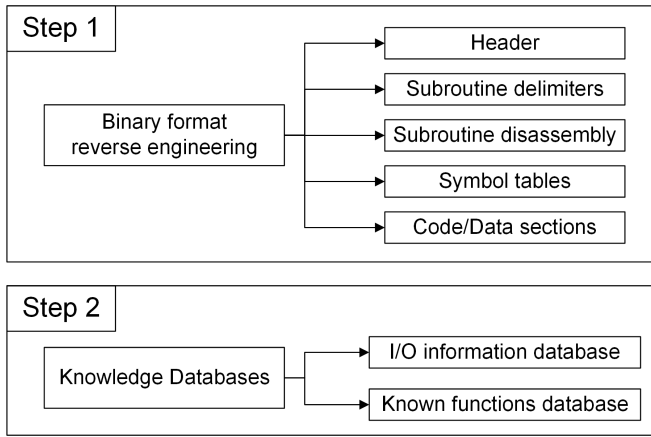 Step 1
Binary format
reverse engineering
Header
Subroutine delimiters
Subroutine disassembly
Symbol tables
Code/Data sections
Step 2
Knowledge Databases
I/O information database
Known functions database